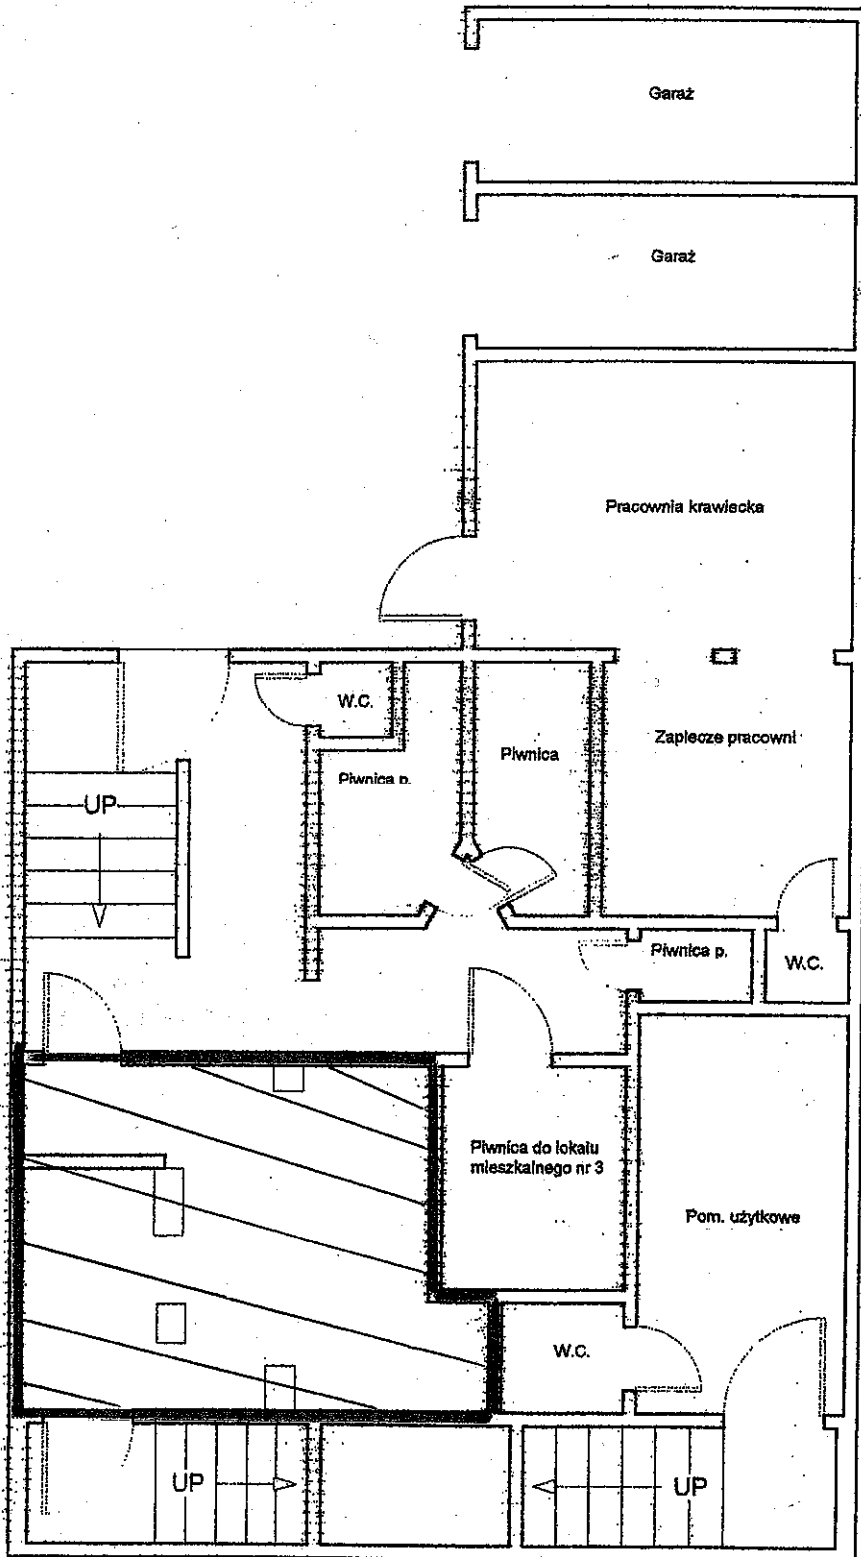 Garaż
Garaż
Pracownia krawiecka
W.C.
Piwnica p.
Piwnica
Zaplecze pracowni
UP
Piwnica p.
W.C.
Piwnica do lokalu
mieszkalnego nr 3
Pom. użytkowe
W.C.
UP
UP